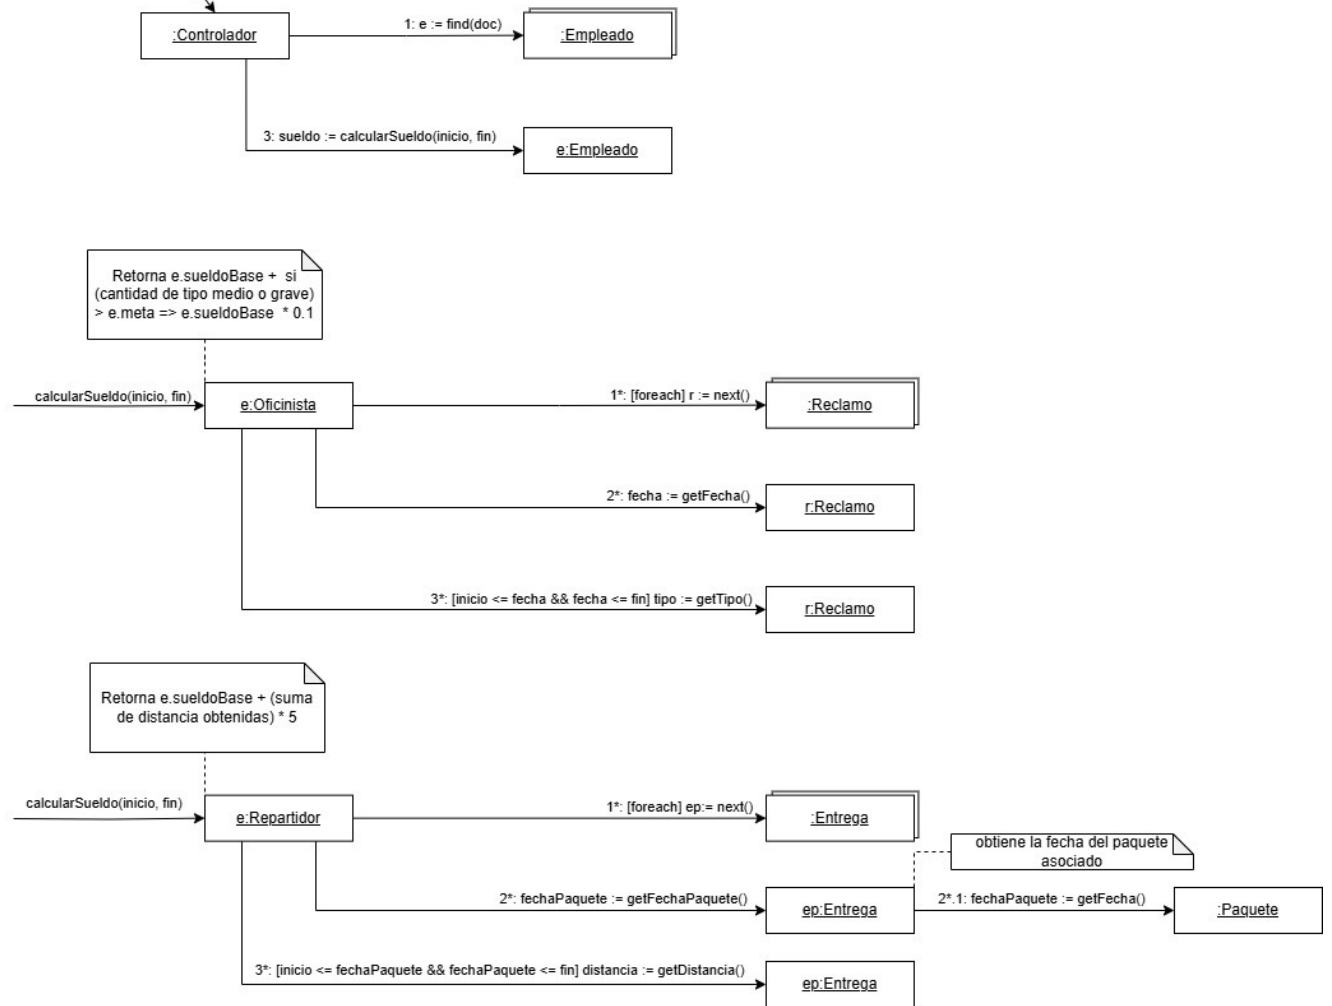 :Controlador
1: e := find(doc)
:Empleado
3: sueldo := calcularSueldo(inicio, fin)
e:Empleado
Retorna e.sueldoBase + si
(cantidad de tipo medio o grave)
> e.meta => e.sueldoBase * 0.1
calcularSueldo(inicio, fin)
e:Oficinista
1*: [foreach] r := next()
:Reclamo
2*: fecha := getFecha()
r:Reclamo
3*: [inicio <= fecha && fecha <= fin] tipo := getTipo()
r:Reclamo
Retorna e.sueldoBase + (suma
de distancia obtenidas) * 5
calcularSueldo(inicio, fin)
e:Repartidor
1*: [foreach] ep:= next()
:Entrega
obtiene la fecha del paquete
asociado
2*: fechaPaquete := getFechaPaquete()
ep:Entrega
2*.1: fechaPaquete := getFecha()
:Paquete
3*: [inicio <= fechaPaquete && fechaPaquete <= fin] distancia := getDistancia()
ep:Entrega